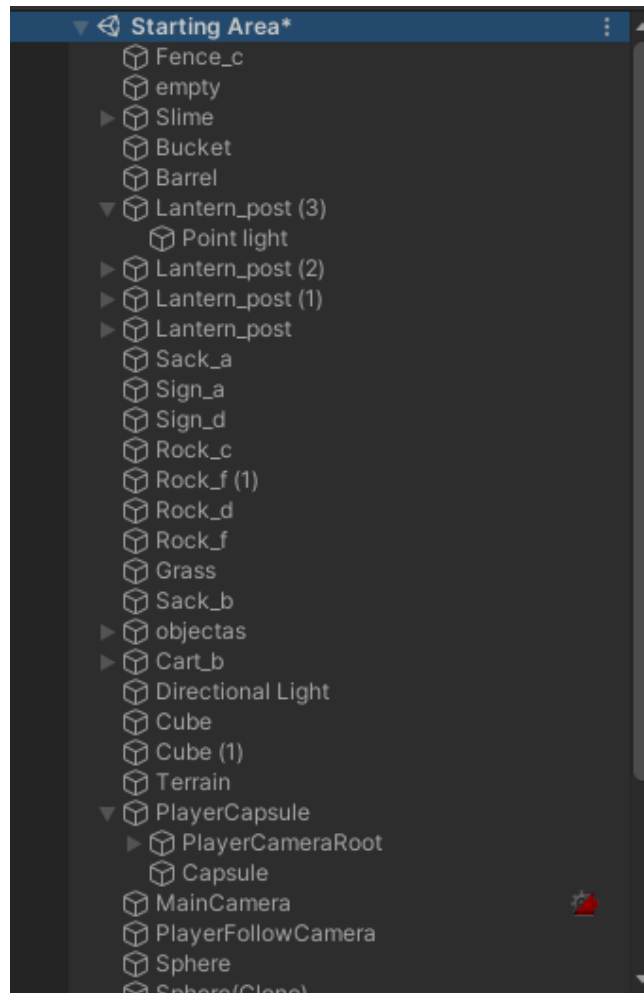 Starting Area*
Fence_c
empty
Slime
Bucket
Barrel
Lantern_post (3)
Point light
Lantern_post (2)
Lantern_post (1)
Lantern_post
Sack_a
Sign_a
Sign_d
Rock_c
Rock_f (1)
Rock_d
Rock_f
Grass
Sack_b
objectas
Cart_b
Directional Light
Cube
Cube (1)
Terrain
PlayerCapsule
PlayerCameraRoot
Capsule
MainCamera
PlayerFollowCamera
Sphere
Sphere(Clone)